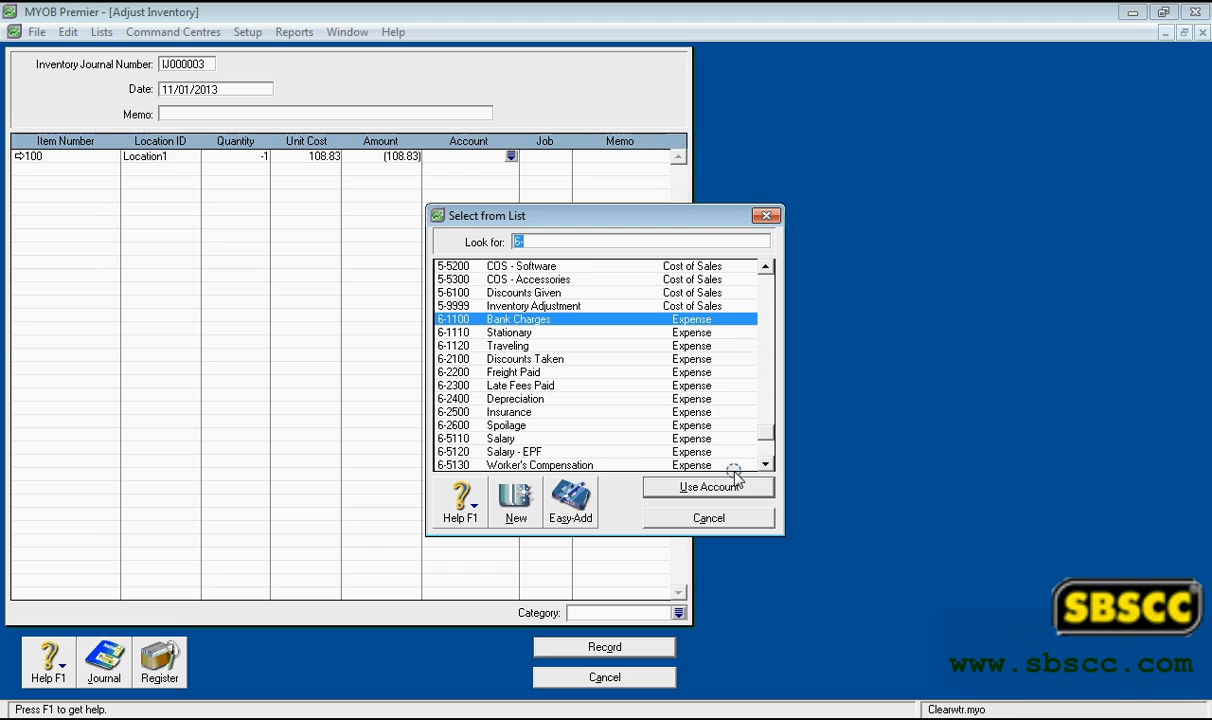 MYOB Premier - [Adjust Inventory]
File Edit Lists Command Centres Setup Reports Window Help
Inventory Journal Number: IJ000003
Date: 11/01/2013
Memo:
Item Number Location ID Quantity Unit Cost Amount Account Job Memo
100 Location1 -1 108.83 (108.83)
Select from List
Look for: 6-
5-5200 COS - Software Cost of Sales
5-5300 COS - Accessories Cost of Sales
5-6100 Discounts Given Cost of Sales
5-9999 Inventory Adjustment Cost of Sales
6-1100 Bank Charges Expense
6-1110 Stationary Expense
6-1120 Traveling Expense
6-2100 Discounts Taken Expense
6-2200 Freight Paid Expense
6-2300 Late Fees Paid Expense
6-2400 Depreciation Expense
6-2500 Insurance Expense
6-2600 Spoilage Expense
6-5110 Salary Expense
6-5120 Salary - EPF Expense
6-5130 Worker's Compensation Expense
Use Account
Help F1 New Easy-Add Cancel
Category:
Record
Help F1 Journal Register Cancel
SBSCC
www.sbscc.com
Press F1 to get help. Clearwtr.myo